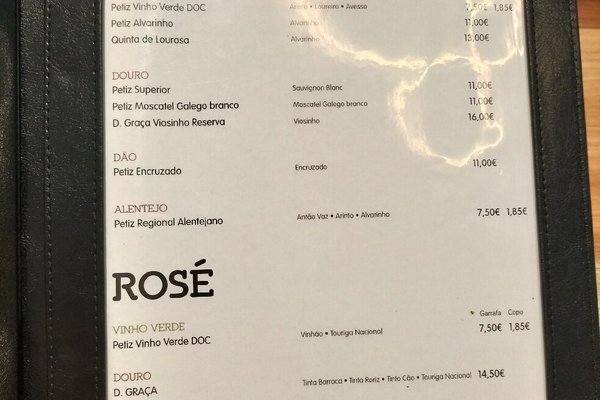 Petiz Vinho Verde DOC Arinto • Loureiro • Avesso 7,50€ 1,85€
Petiz Alvarinho Alvarinho 11,00€
Quinta de Lourosa Alvarinho 13,00€
DOURO
Petiz Superior Sauvignon Blanc 11,00€
Petiz Moscatel Galego branco Moscatel Galego branco 11,00€
D. Graça Viosinho Reserva Viosinho 16,00€
DÃO
Petiz Encruzado Encruzado 11,00€
ALENTEJO
Petiz Regional Alentejano Antão Vaz • Arinto • Alvarinho 7,50€ 1,85€
ROSÉ
Garrafa Copo
VINHO VERDE
Petiz Vinho Verde DOC Vinhão • Touriga Nacional 7,50€ 1,85€
DOURO
D. GRAÇA Tinta Barroca • Tinta Roriz • Tinto Cão • Touriga Nacional 14,50€